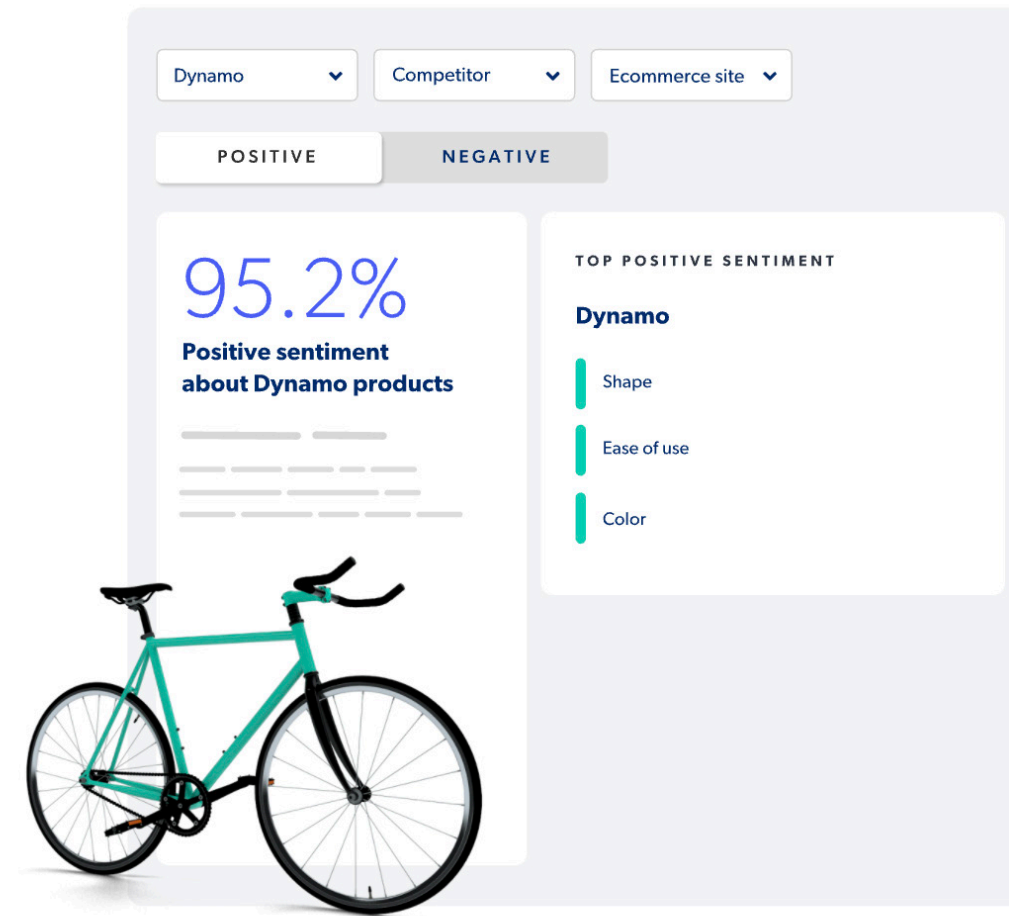 Dynamo
Competitor
Ecommerce site
POSITIVE
NEGATIVE
95.2%
Positive sentiment
about Dynamo products
TOP POSITIVE SENTIMENT
Dynamo
Shape
Ease of use
Color